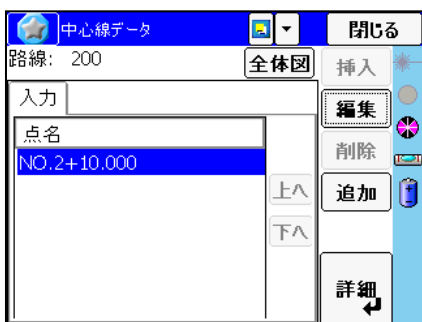 中心線データ
閉じる
路線: 200
全体図
挿入
入力
編集
点名
削除
NO.2+10.000
上へ
追加
下へ
詳細